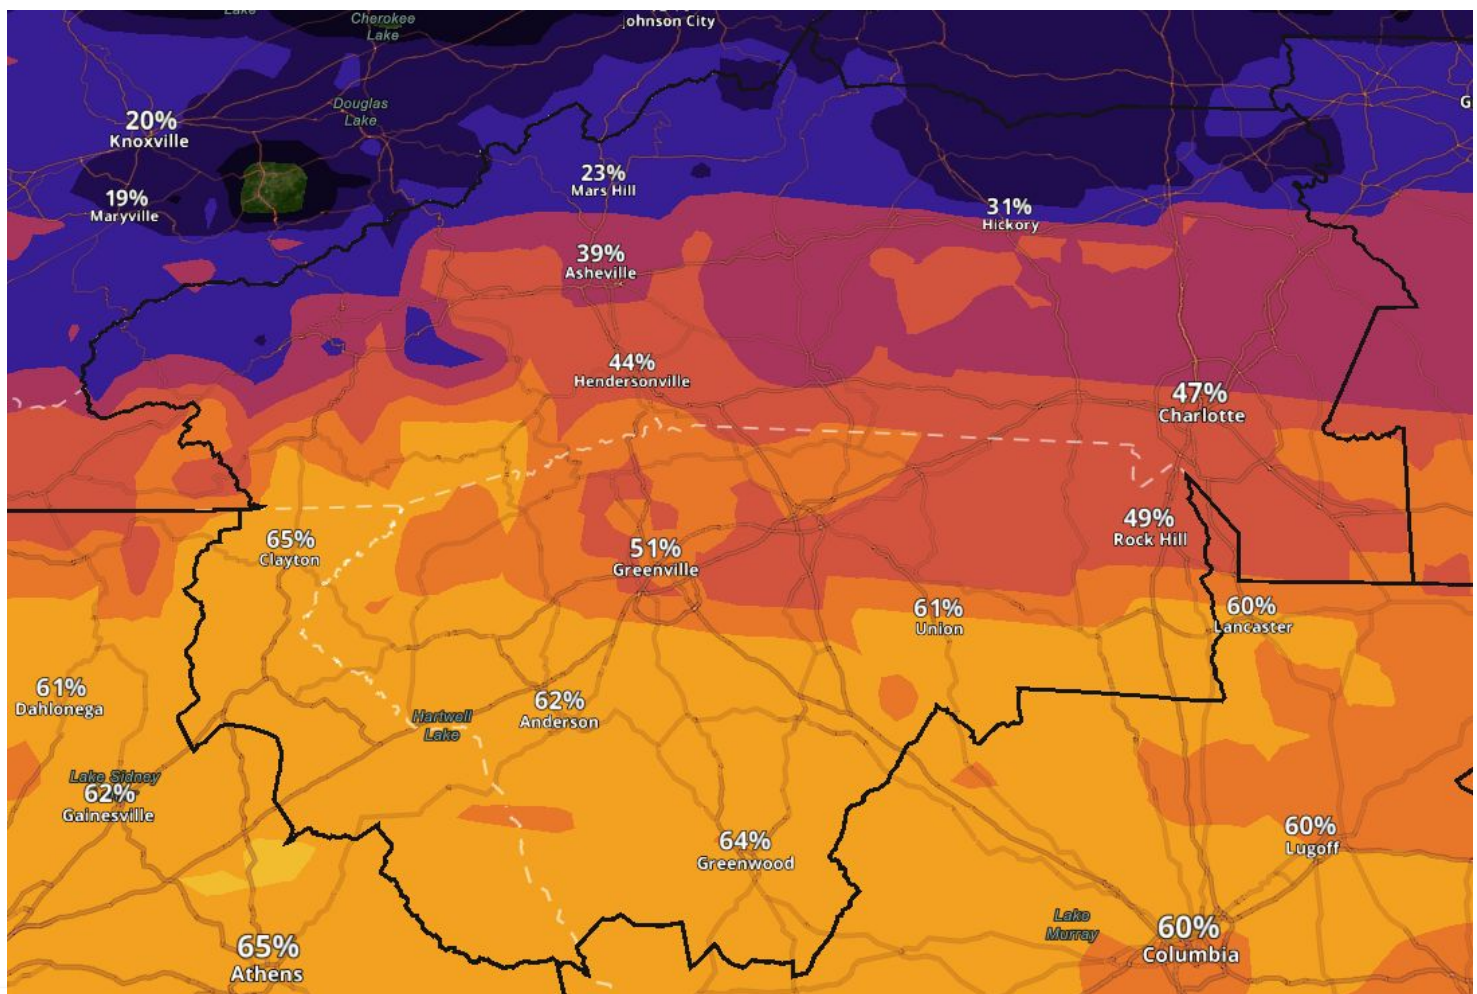 Lake
Cherokee
Lake
Johnson City
Douglas
Lake
20%
Knoxville
G
19%
Maryville
23%
Mars Hill
31%
Hickory
39%
Asheville
44%
Hendersonville
47%
Charlotte
65%
Clayton
51%
Greenville
49%
Rock Hill
61%
Union
60%
Lancaster
61%
Dahlonega
62%
Anderson
Hartwell
Lake
Lake Sidney
62%
Gainesville
64%
Greenwood
60%
Lugoff
65%
Athens
Lake
Murray
60%
Columbia